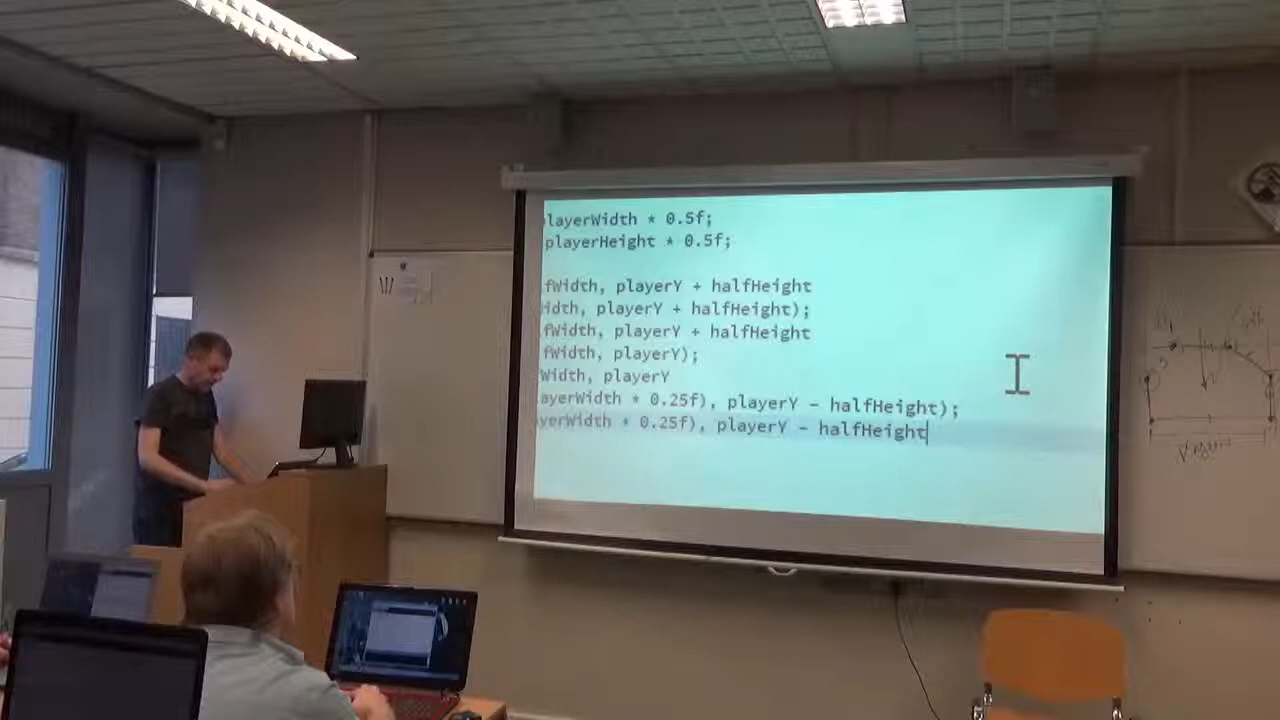 layerWidth * 0.5f;
playerHeight * 0.5f;
fWidth, playerY + halfHeight
idth, playerY + halfHeight);
fWidth, playerY + halfHeight
fWidth, playerY);
Width, playerY
ayerWidth * 0.25f), playerY - halfHeight);
yerWidth * 0.25f), playerY - halfHeight